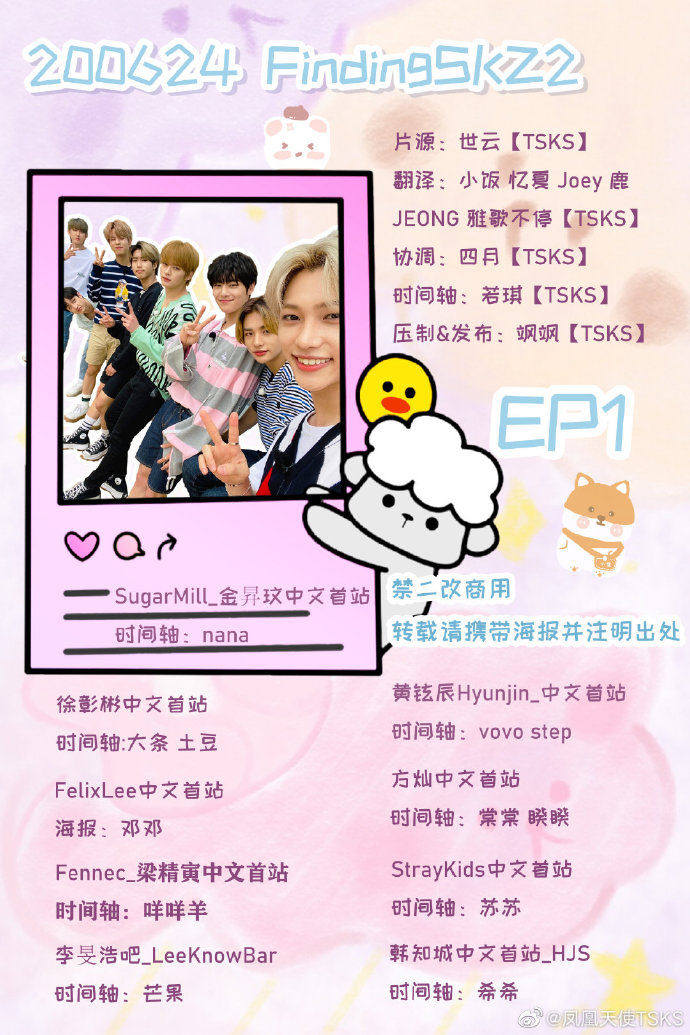 200624 FindingSKZ2
片源：世云【TSKS】
翻译：小饭 忆夏 Joey 鹿
JEONG 雅歌不停【TSKS】
协调：四月【TSKS】
时间轴：若琪【TSKS】
压制&发布：飒飒【TSKS】
EP1
SugarMill_金昇玟中文首站
时间轴：nana
禁二改商用
转载请携带海报并注明出处
徐彰彬中文首站
时间轴:大条 土豆
FelixLee中文首站
海报：邓邓
Fennec_梁精寅中文首站
时间轴：咩咩羊
李旻浩吧_LeeKnowBar
时间轴：芒果
黄铉辰Hyunjin_中文首站
时间轴：vovo step
方灿中文首站
时间轴：棠棠 睽睽
StrayKids中文首站
时间轴：苏苏
韩知城中文首站_HJS
时间轴：希希
@凤凰天使TSKS